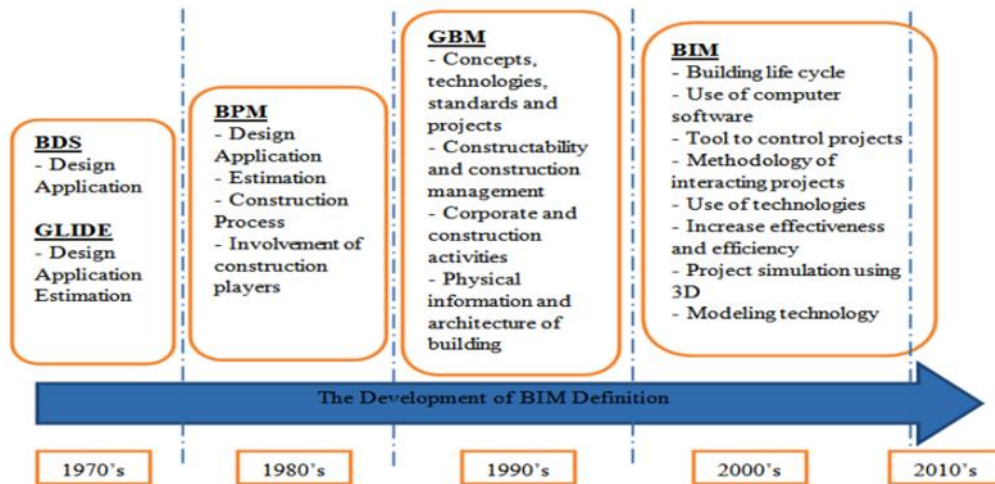 BDS
- Design
Application
GLIDE
- Design
Application
Estimation
BPM
- Design
Application
- Estimation
- Construction
Process
- Involvement of
construction
players
GBM
- Concepts,
technologies,
standards and
projects
- Constructability
and construction
management
- Corporate and
construction
activities
- Physical
information and
architecture of
building
BIM
- Building life cycle
- Use of computer
software
- Tool to control projects
- Methodology of
interacting projects
- Use of technologies
- Increase effectiveness
and efficiency
- Project simulation using
3D
- Modeling technology
The Development of BIM Definition
1970's
1980's
1990's
2000's
2010's